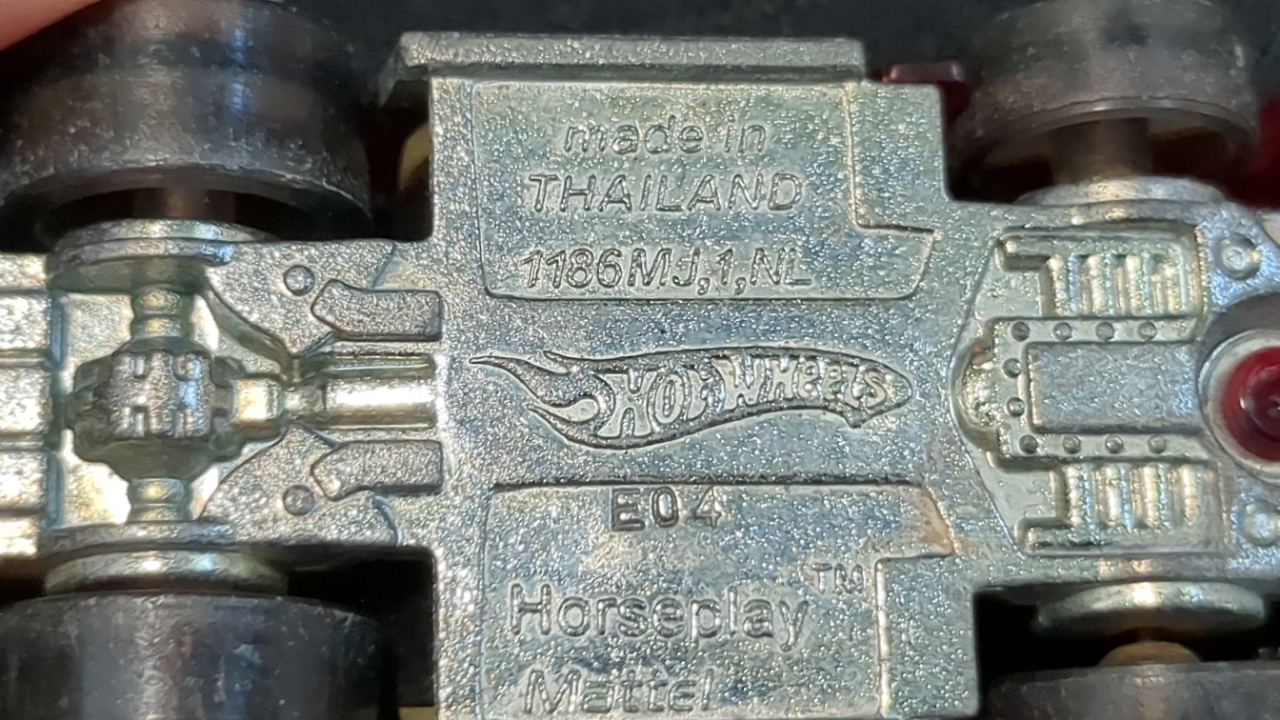 made in
THAILAND
1186MJ,1,NL
HOT WHEELS
E04
Horseplay™
Mattel